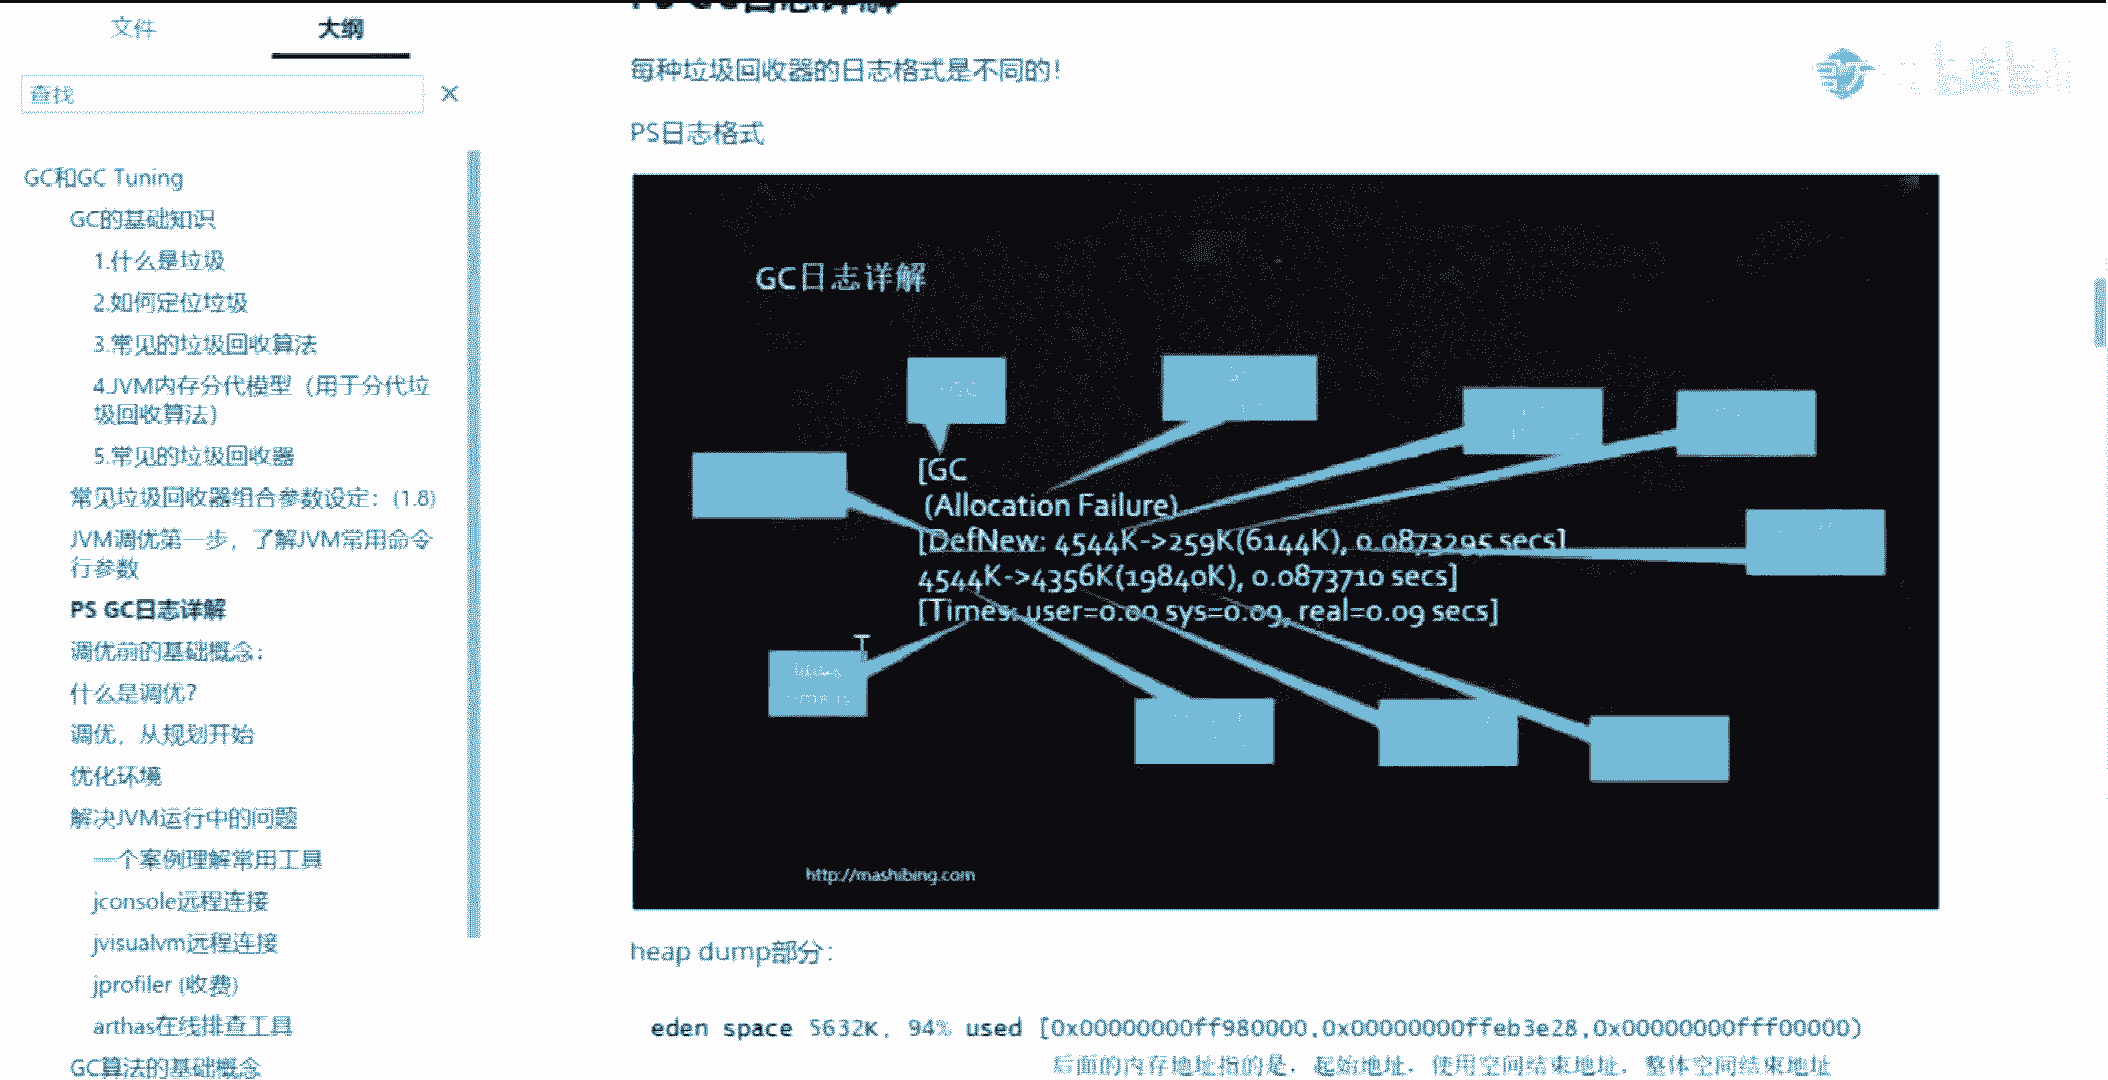 文件
大纲
查找
×
GC和GC Tuning
GC的基础知识
1.什么是垃圾
2.如何定位垃圾
3.常见的垃圾回收算法
4.JVM内存分代模型（用于分代垃
圾回收算法）
5.常见的垃圾回收器
常见垃圾回收器组合参数设定：(1.8)
JVM调优第一步，了解JVM常用命令
行参数
PS GC日志详解
调优前的基础概念：
什么是调优？
调优，从规划开始
优化环境
解决JVM运行中的问题
一个案例理解常用工具
jconsole远程连接
jvisualvm远程连接
jprofiler (收费)
arthas在线排查工具
GC算法的基础概念
PS GC日志详解
每种垃圾回收器的日志格式是不同的！
PS日志格式
GC日志详解
[GC
(Allocation Failure)
[DefNew: 4544K->259K(6144K), 0.0873295 secs]
4544K->4356K(19840K), 0.0873710 secs]
[Times: user=0.00 sys=0.09, real=0.09 secs]
http://mashibing.com
heap dump部分：
eden space 5632K, 94% used [0x00000000ff980000,0x00000000ffeb3e28,0x00000000fff00000)
后面的内存地址指的是，起始地址，使用空间结束地址，整体空间结束地址